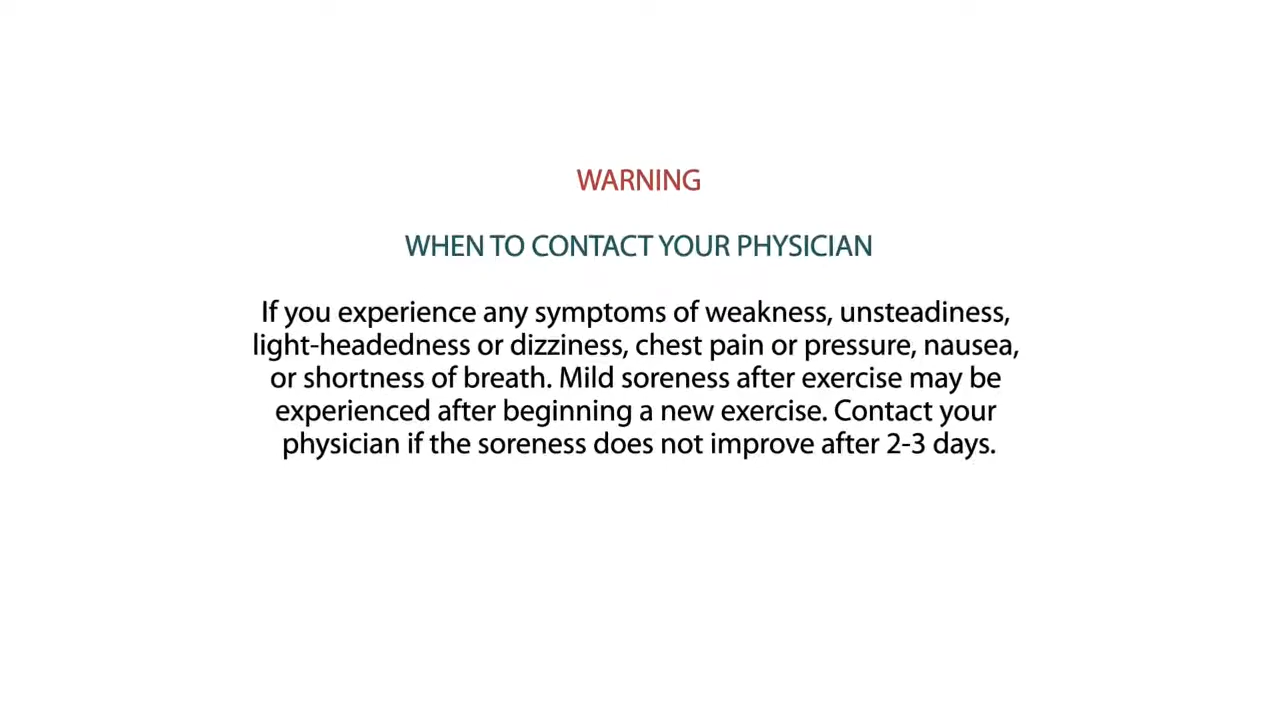 WARNING
WHEN TO CONTACT YOUR PHYSICIAN
If you experience any symptoms of weakness, unsteadiness,
light-headedness or dizziness, chest pain or pressure, nausea,
or shortness of breath. Mild soreness after exercise may be
experienced after beginning a new exercise. Contact your
physician if the soreness does not improve after 2-3 days.